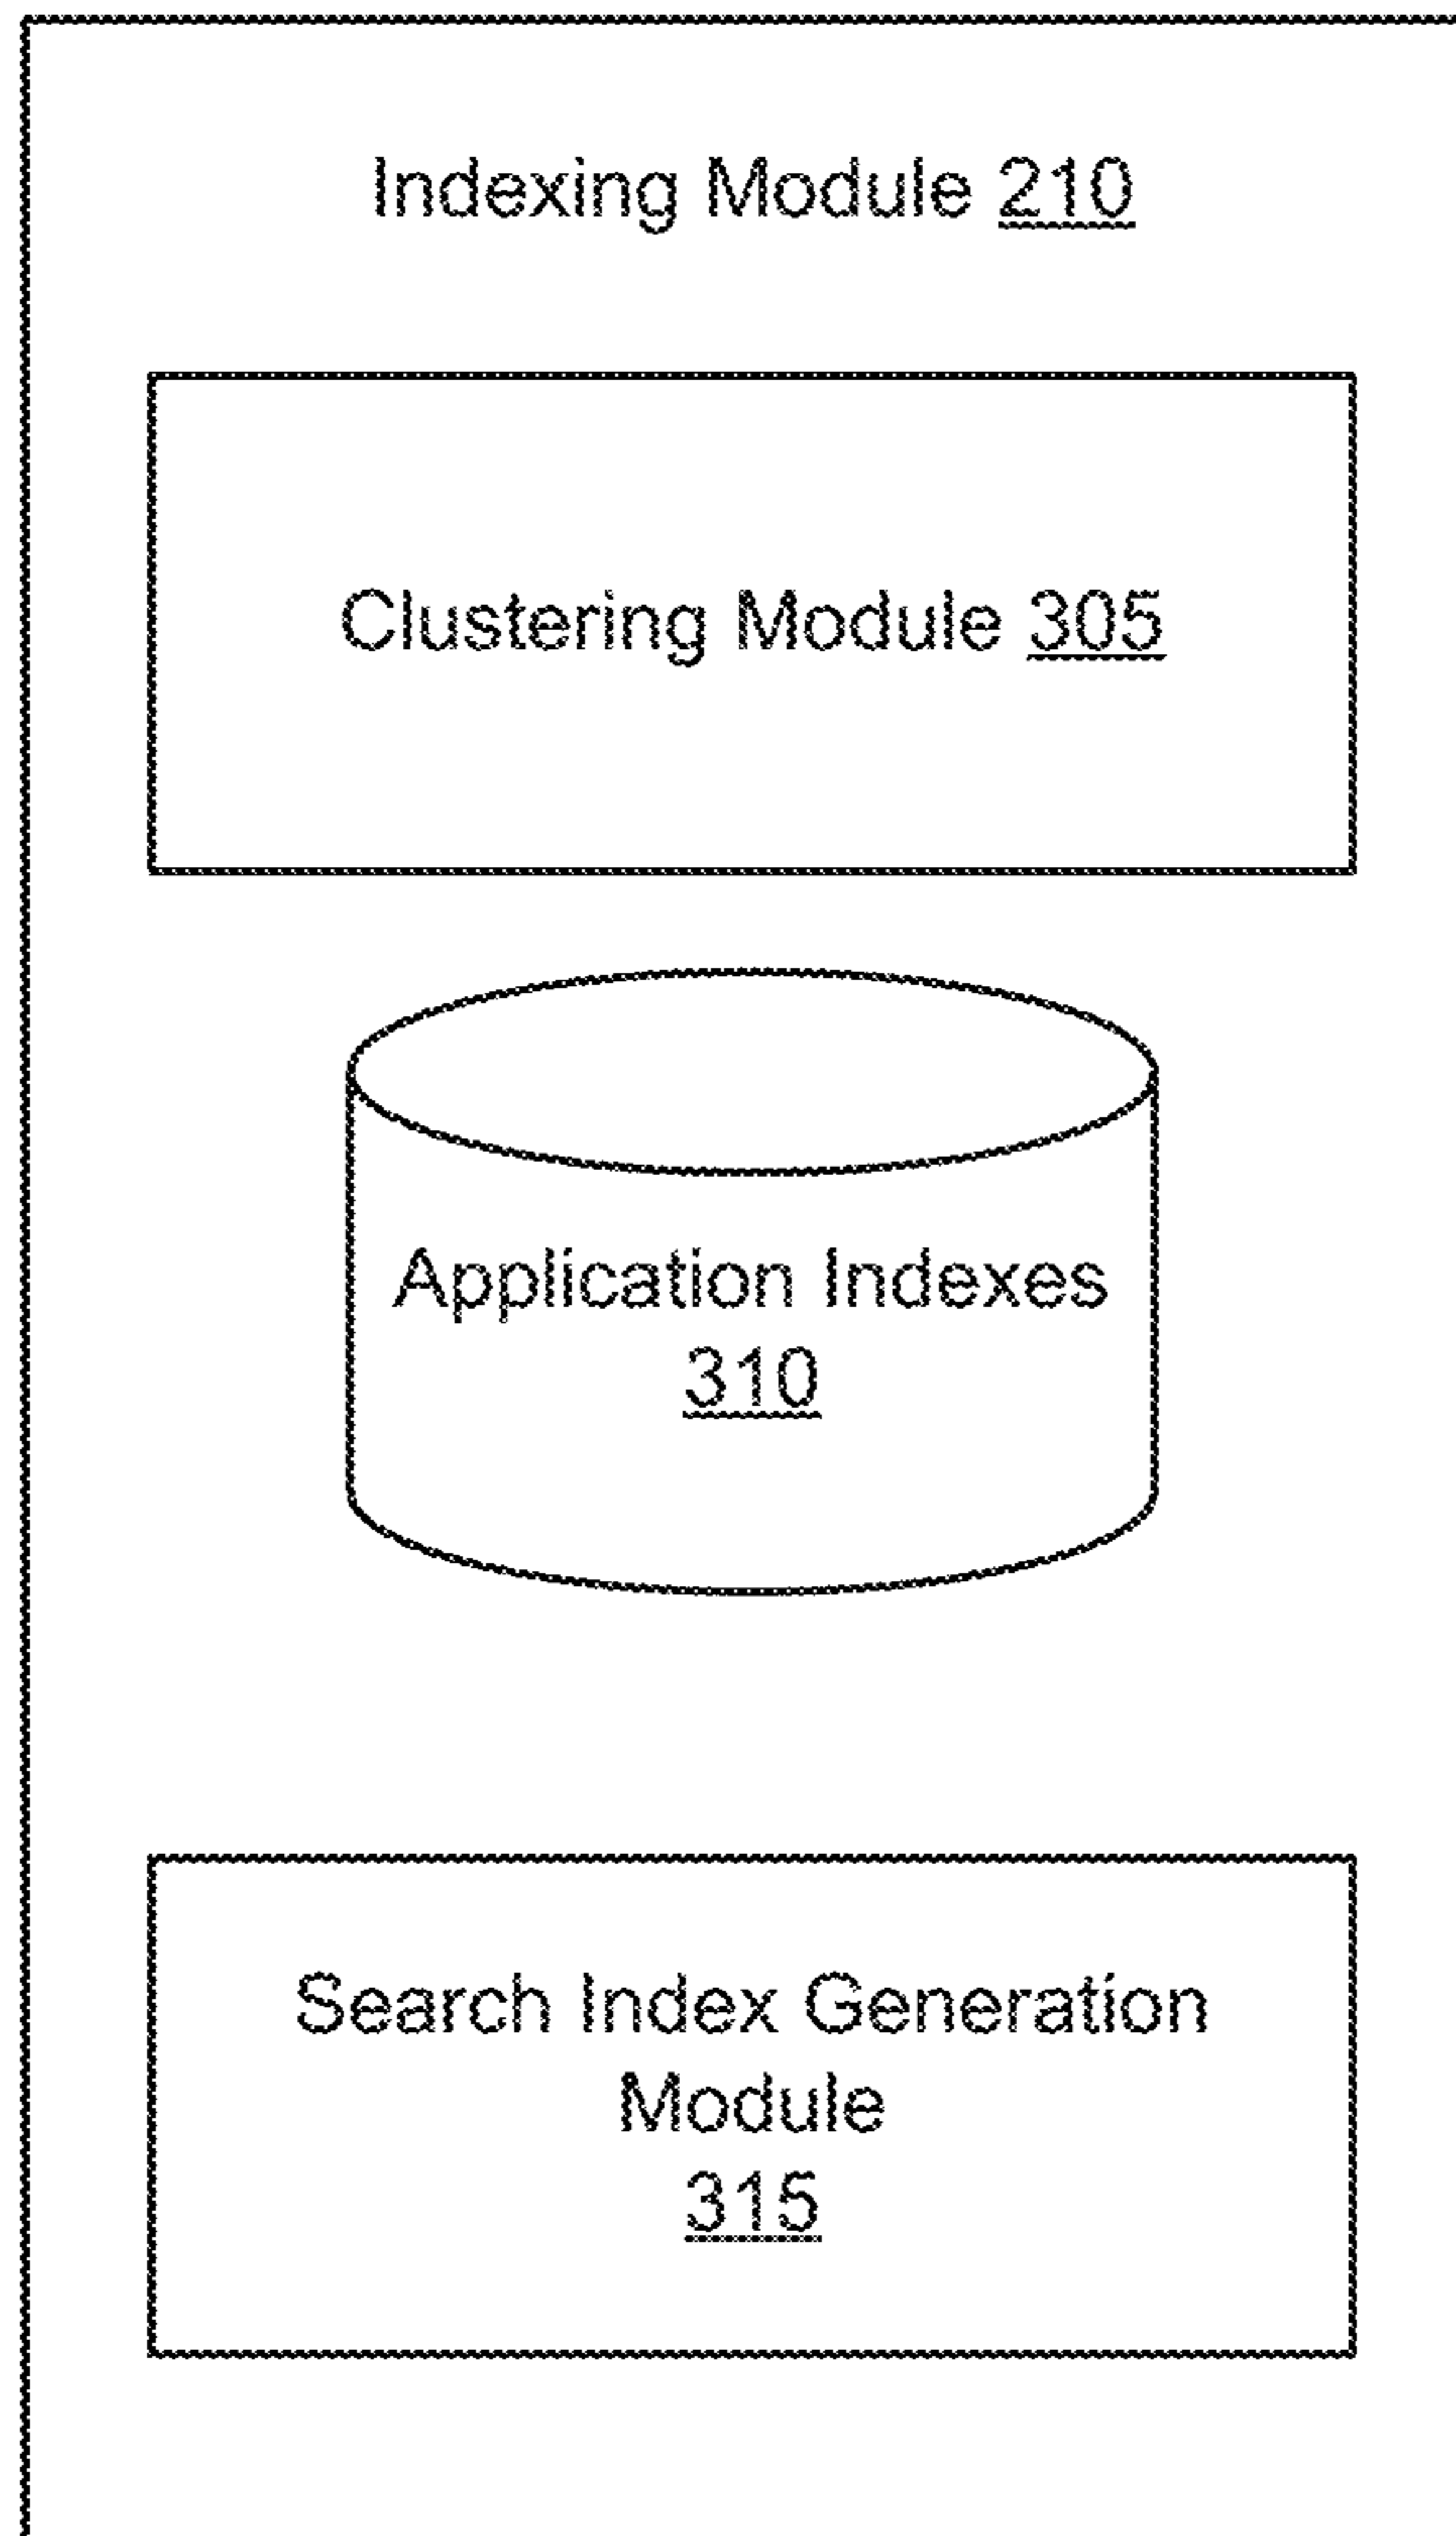 Indexing Module 210
Clustering Module 305
Application Indexes
310
Search Index Generation
Module
315